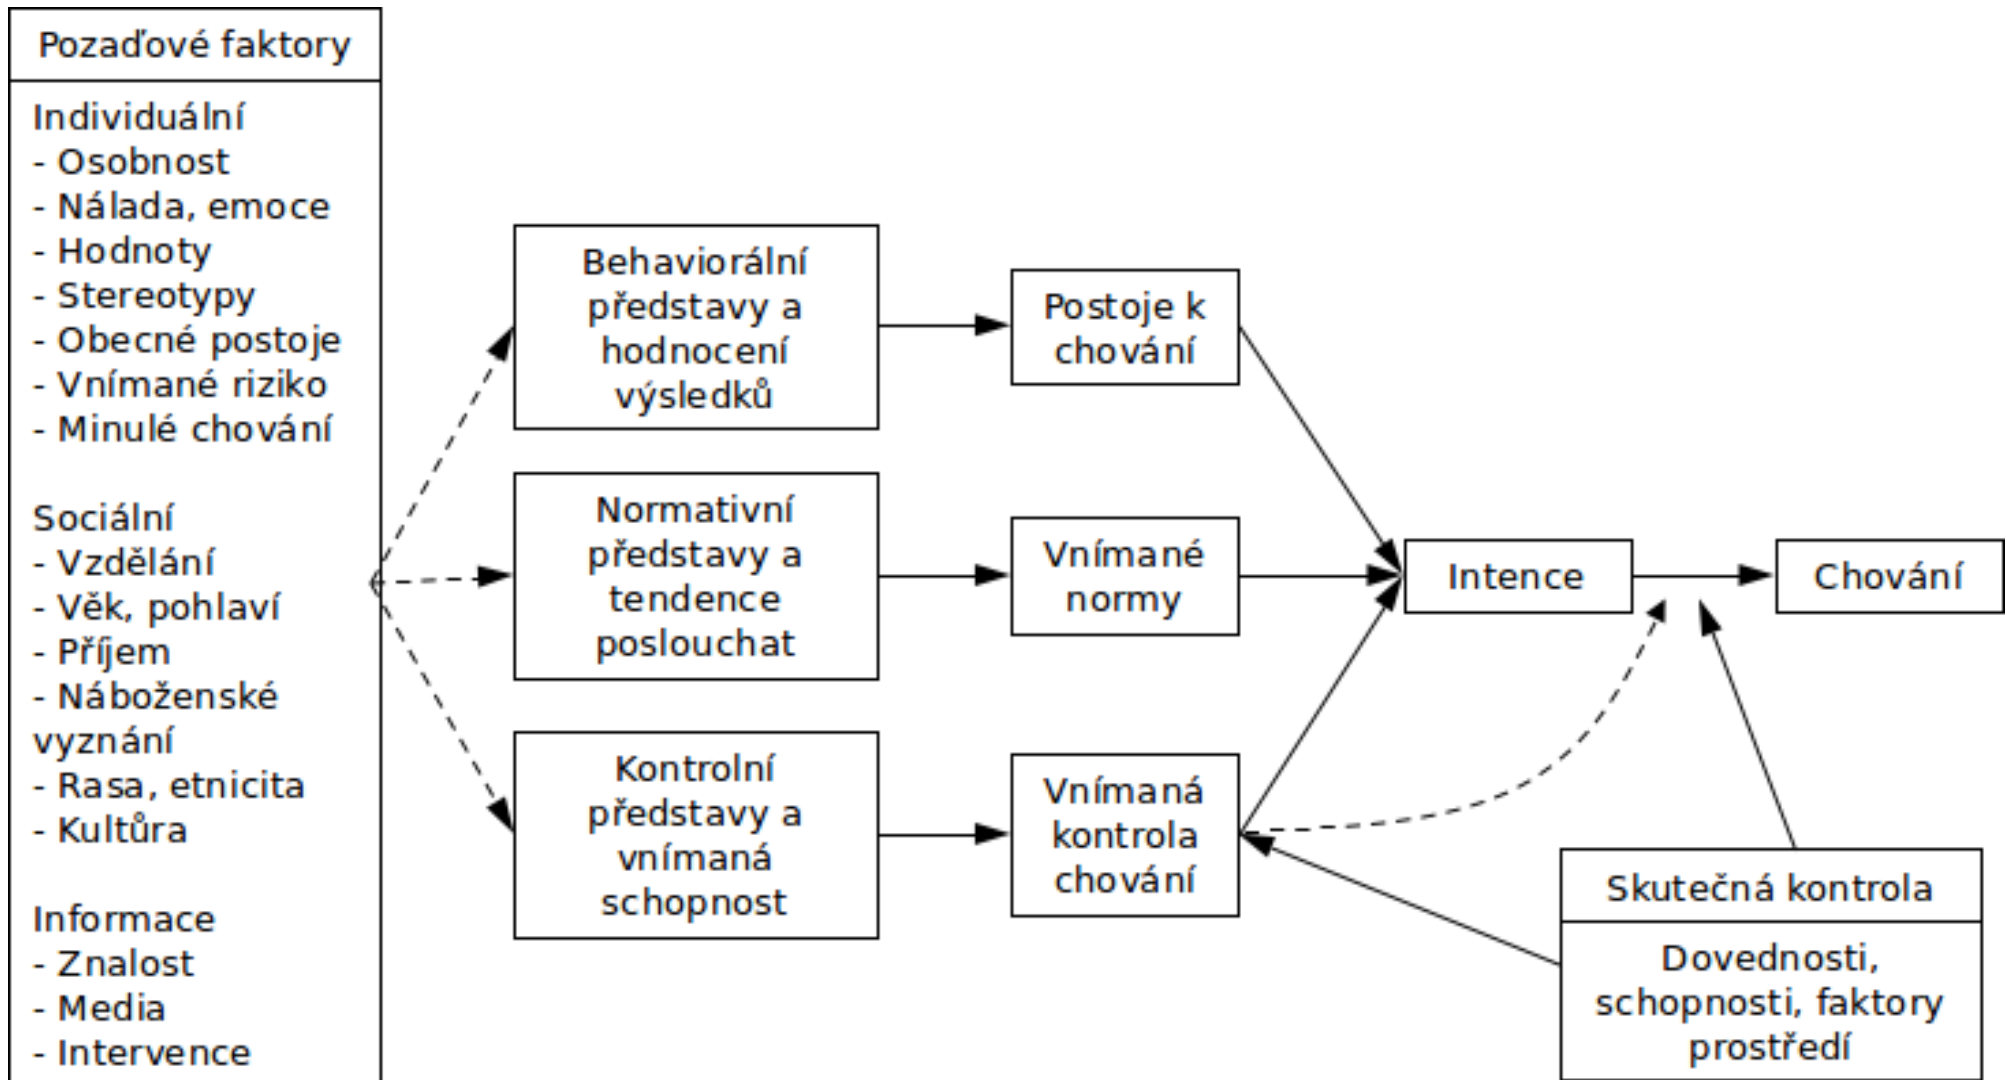 Pozaďové faktory
Individuální
- Osobnost
- Nálada, emoce
- Hodnoty
- Stereotypy
- Obecné postoje
- Vnímané riziko
- Minulé chování
Sociální
- Vzdělání
- Věk, pohlaví
- Příjem
- Náboženské
vyznání
- Rasa, etnicita
- Kultůra
Informace
- Znalost
- Media
- Intervence
Behaviorální
představy a
hodnocení
výsledků
Normativní
představy a
tendence
poslouchat
Kontrolní
představy a
vnímaná
schopnost
Postoje k
chování
Vnímané
normy
Vnímaná
kontrola
chování
Intence
Chování
Skutečná kontrola
Dovednosti,
schopnosti, faktory
prostředí